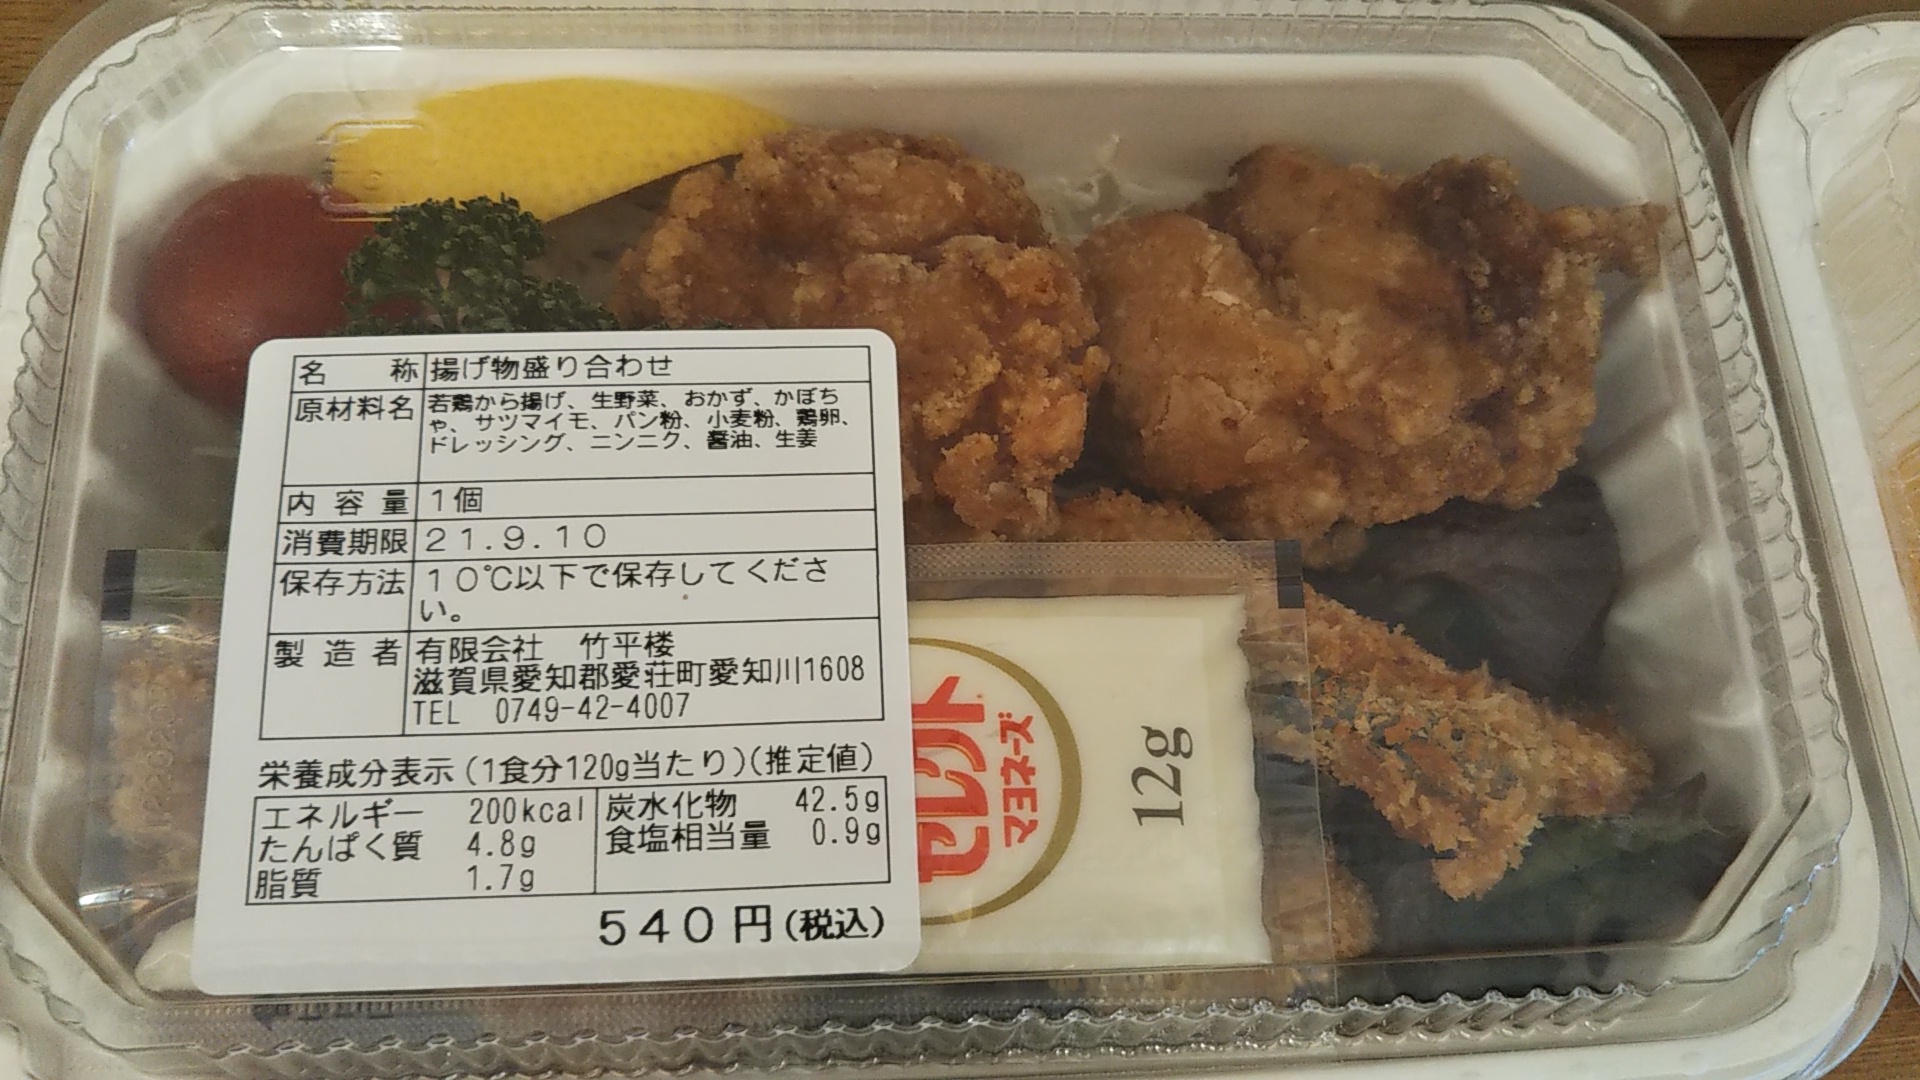 名 称 揚げ物盛り合わせ
原材料名 若鶏から揚げ、生野菜、おかず、かぼち
ゃ、サツマイモ、パン粉、小麦粉、鶏卵、
ドレッシング、ニンニク、醤油、生姜
内容量 1個
消費期限 21.9.10
保存方法 10℃以下で保存してくださ
い。
製造者 有限会社 竹平楼
滋賀県愛知郡愛荘町愛知川1608
TEL 0749-42-4007
栄養成分表示(1食分120g当たり)(推定値)
エネルギー 200kcal 炭水化物 42.5g
たんぱく質 4.8g 食塩相当量 0.9g
脂質 1.7g
540円(税込)
セレクト
マヨネーズ
12g